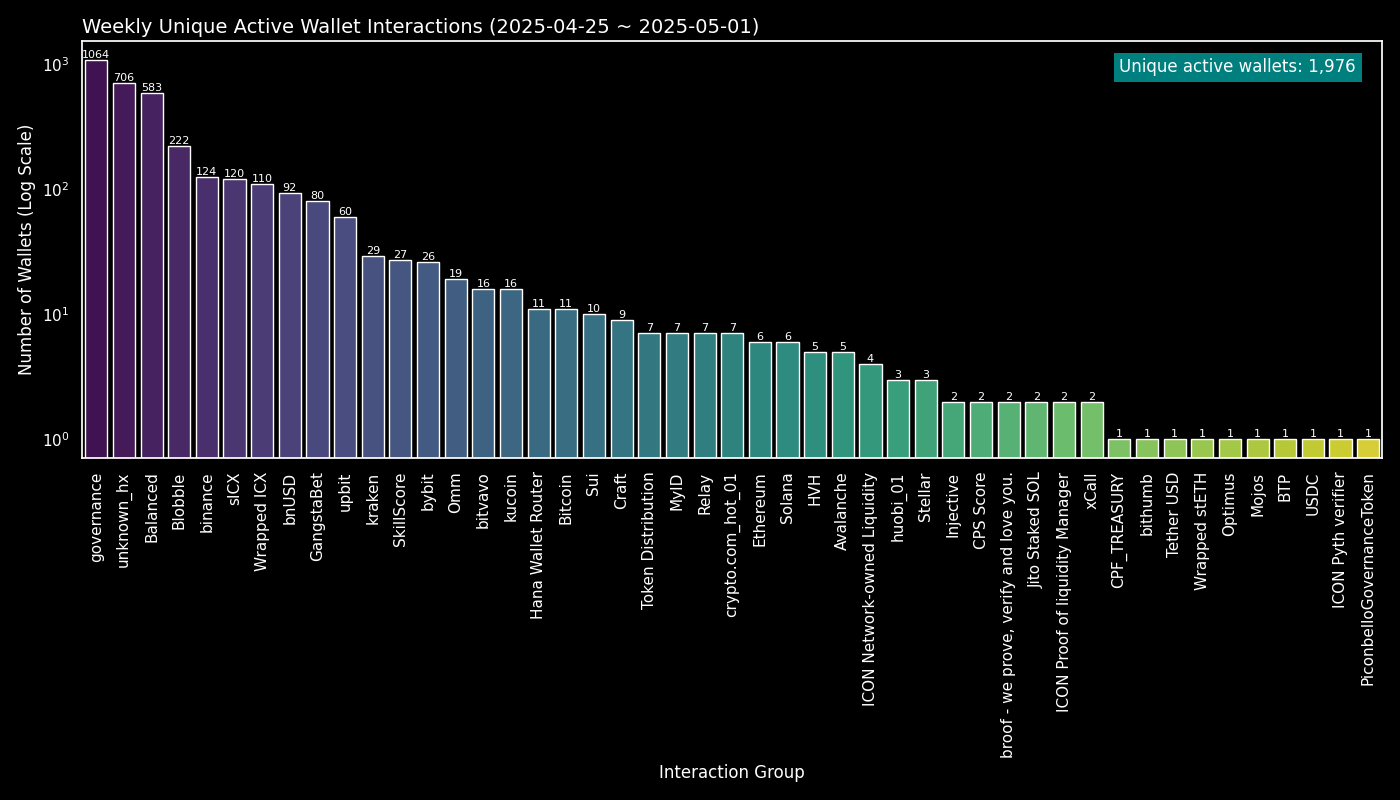 Weekly Unique Active Wallet Interactions (2025-04-25 ~ 2025-05-01)
Unique active wallets: 1,976
Number of Wallets (Log Scale)
10³
10²
10¹
10⁰
1064
706
583
222
124
120
110
92
80
60
29
27
26
19
16
16
11
11
10
9
7
7
7
7
6
6
5
5
4
3
3
2
2
2
2
2
2
1
1
1
1
1
1
1
1
1
1
governance
unknown_hx
Balanced
Blobble
binance
sICX
Wrapped ICX
bnUSD
GangstaBet
upbit
kraken
SkillScore
bybit
Omm
bitvavo
kucoin
Hana Wallet Router
Bitcoin
Sui
Craft
Token Distribution
MyID
Relay
crypto.com_hot_01
Ethereum
Solana
HVH
Avalanche
ICON Network-owned Liquidity
huobi_01
Stellar
Injective
CPS Score
broof - we prove, verify and love you.
Jito Staked SOL
ICON Proof of liquidity Manager
xCall
CPF_TREASURY
bithumb
Tether USD
Wrapped stETH
Optimus
Mojos
BTP
USDC
ICON Pyth verifier
PiconbelloGovernanceToken
Interaction Group